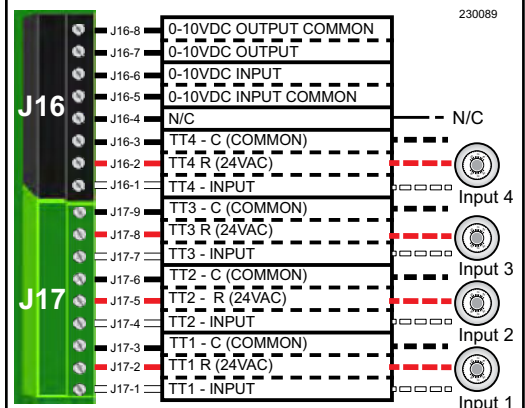 230089
J16-8 0-10VDC OUTPUT COMMON
J16-7 0-10VDC OUTPUT
J16-6 0-10VDC INPUT
J16-5 0-10VDC INPUT COMMON
J16
J16-4 N/C N/C
J16-3 TT4 - C (COMMON)
J16-2 TT4 R (24VAC)
J16-1 TT4 - INPUT
Input 4
J17-9 TT3 - C (COMMON)
J17-8 TT3 R (24VAC)
J17-7 TT3 - INPUT
Input 3
J17
J17-6 TT2 - C (COMMON)
J17-5 TT2 - R (24VAC)
J17-4 TT2 - INPUT
Input 2
J17-3 TT1 - C (COMMON)
J17-2 TT1 R (24VAC)
J17-1 TT1 - INPUT
Input 1